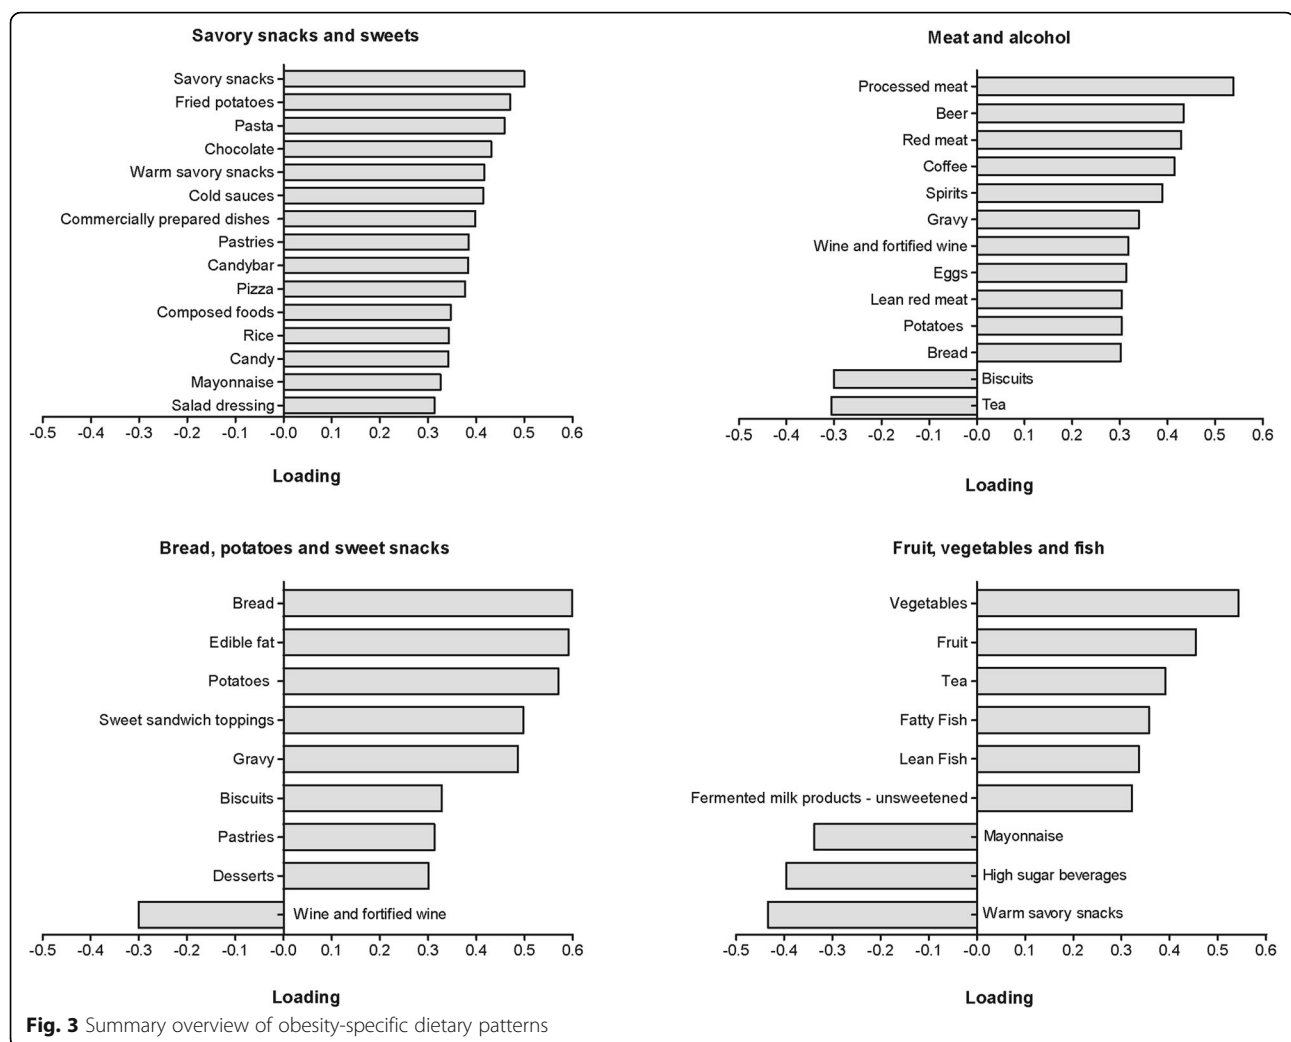 Savory snacks and sweets
Savory snacks
Fried potatoes
Pasta
Chocolate
Warm savory snacks
Cold sauces
Commercially prepared dishes
Pastries
Candybar
Pizza
Composed foods
Rice
Candy
Mayonnaise
Salad dressing
-0.5 -0.4 -0.3 -0.2 -0.1 -0.0 0.1 0.2 0.3 0.4 0.5 0.6
Loading
Meat and alcohol
Processed meat
Beer
Red meat
Coffee
Spirits
Gravy
Wine and fortified wine
Eggs
Lean red meat
Potatoes
Bread
Biscuits
Tea
-0.5 -0.4 -0.3 -0.2 -0.1 -0.0 0.1 0.2 0.3 0.4 0.5 0.6
Loading
Bread, potatoes and sweet snacks
Bread
Edible fat
Potatoes
Sweet sandwich toppings
Gravy
Biscuits
Pastries
Desserts
Wine and fortified wine
-0.5 -0.4 -0.3 -0.2 -0.1 -0.0 0.1 0.2 0.3 0.4 0.5 0.6
Loading
Fruit, vegetables and fish
Vegetables
Fruit
Tea
Fatty Fish
Lean Fish
Fermented milk products - unsweetened
Mayonnaise
High sugar beverages
Warm savory snacks
-0.5 -0.4 -0.3 -0.2 -0.1 -0.0 0.1 0.2 0.3 0.4 0.5 0.6
Loading
Fig. 3 Summary overview of obesity-specific dietary patterns